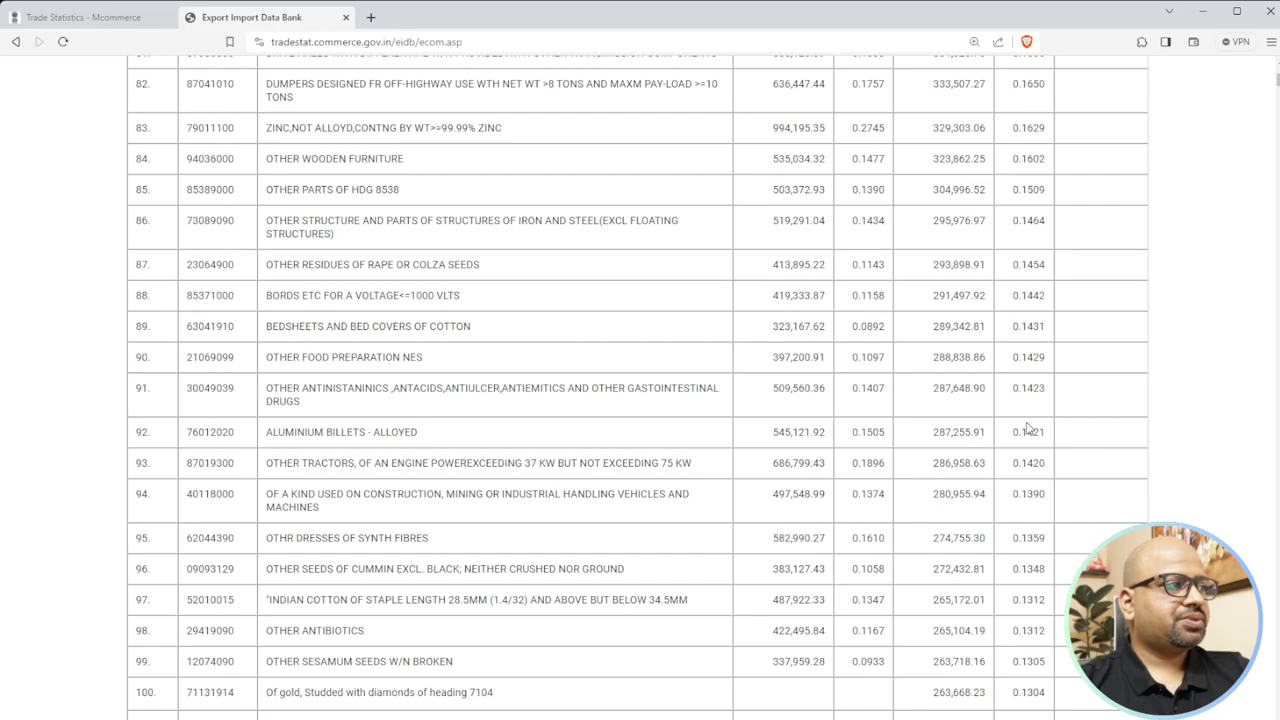 Trade Statistics - Mcommerce
Export Import Data Bank
tradestat.commerce.gov.in/eidb/ecom.asp
VPN
82. 87041010 DUMPERS DESIGNED FR OFF-HIGHWAY USE WTH NET WT >8 TONS AND MAXM PAY-LOAD >=10 636,447.44 0.1757 333,507.27 0.1650
TONS
83. 79011100 ZINC,NOT ALLOYD,CONTNG BY WT>=99.99% ZINC 994,195.35 0.2745 329,303.06 0.1629
84. 94036000 OTHER WOODEN FURNITURE 535,034.32 0.1477 323,862.25 0.1602
85. 85389000 OTHER PARTS OF HDG 8538 503,372.93 0.1390 304,996.52 0.1509
86. 73089090 OTHER STRUCTURE AND PARTS OF STRUCTURES OF IRON AND STEEL(EXCL FLOATING 519,291.04 0.1434 295,976.97 0.1464
STRUCTURES)
87. 23064900 OTHER RESIDUES OF RAPE OR COLZA SEEDS 413,895.22 0.1143 293,898.91 0.1454
88. 85371000 BORDS ETC FOR A VOLTAGE<=1000 VLTS 419,333.87 0.1158 291,497.92 0.1442
89. 63041910 BEDSHEETS AND BED COVERS OF COTTON 323,167.62 0.0892 289,342.81 0.1431
90. 21069099 OTHER FOOD PREPARATION NES 397,200.91 0.1097 288,838.86 0.1429
91. 30049039 OTHER ANTINISTANINICS ,ANTACIDS,ANTIULCER,ANTIEMITICS AND OTHER GASTOINTESTINAL 509,560.36 0.1407 287,648.90 0.1423
DRUGS
92. 76012020 ALUMINIUM BILLETS - ALLOYED 545,121.92 0.1505 287,255.91
93. 87019300 OTHER TRACTORS, OF AN ENGINE POWEREXCEEDING 37 KW BUT NOT EXCEEDING 75 KW 686,799.43 0.1896 286,958.63 0.1420
94. 40118000 OF A KIND USED ON CONSTRUCTION, MINING OR INDUSTRIAL HANDLING VEHICLES AND 497,548.99 0.1374 280,955.94 0.1390
MACHINES
95. 62044390 OTHR DRESSES OF SYNTH FIBRES 582,990.27 0.1610 274,755.30 0.1359
96. 09093129 OTHER SEEDS OF CUMMIN EXCL. BLACK; NEITHER CRUSHED NOR GROUND 383,127.43 0.1058 272,432.81 0.1348
97. 52010015 "INDIAN COTTON OF STAPLE LENGTH 28.5MM (1.4/32) AND ABOVE BUT BELOW 34.5MM 487,922.33 0.1347 265,172.01 0.1312
98. 29419090 OTHER ANTIBIOTICS 422,495.84 0.1167 265,104.19 0.1312
99. 12074090 OTHER SESAMUM SEEDS W/N BROKEN 337,959.28 0.0933 263,718.16 0.1305
100. 71131914 Of gold, Studded with diamonds of heading 7104 263,668.23 0.1304